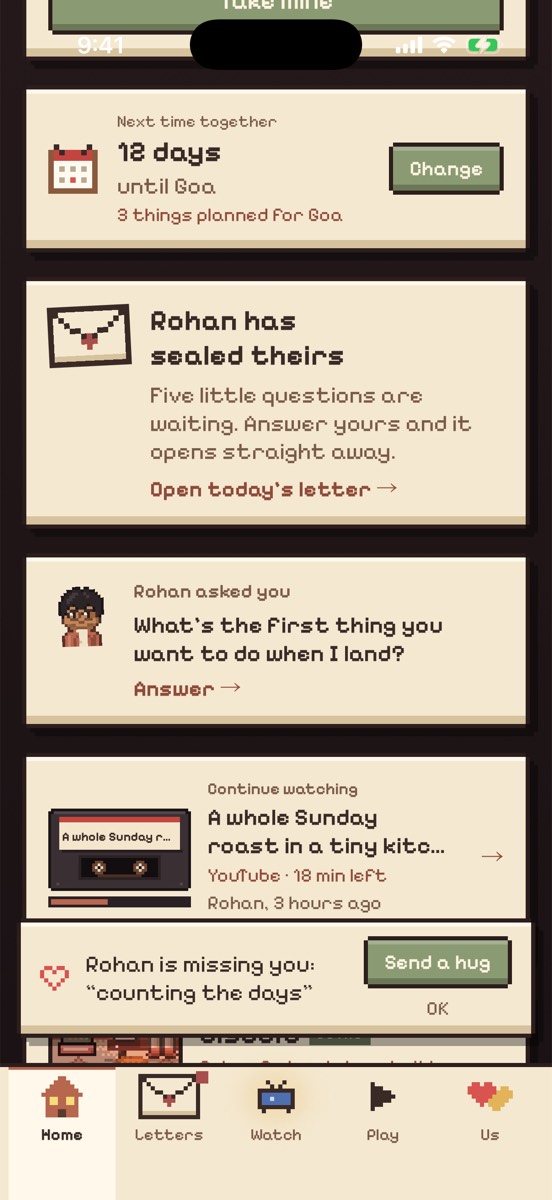 Take mine
9:41
Next time together
12 days
until Goa
3 things planned for Goa
Change
Rohan has
sealed theirs
Five little questions are
waiting. Answer yours and it
opens straight away.
Open today's letter →
Rohan asked you
What's the first thing you
want to do when I land?
Answer →
Continue watching
A whole Sunday
roast in a tiny kitc...
A whole Sunday r...
YouTube · 18 min left
Rohan, 3 hours ago
→
Rohan is missing you:
“counting the days”
Send a hug
OK
Home
Letters
Watch
Play
Us